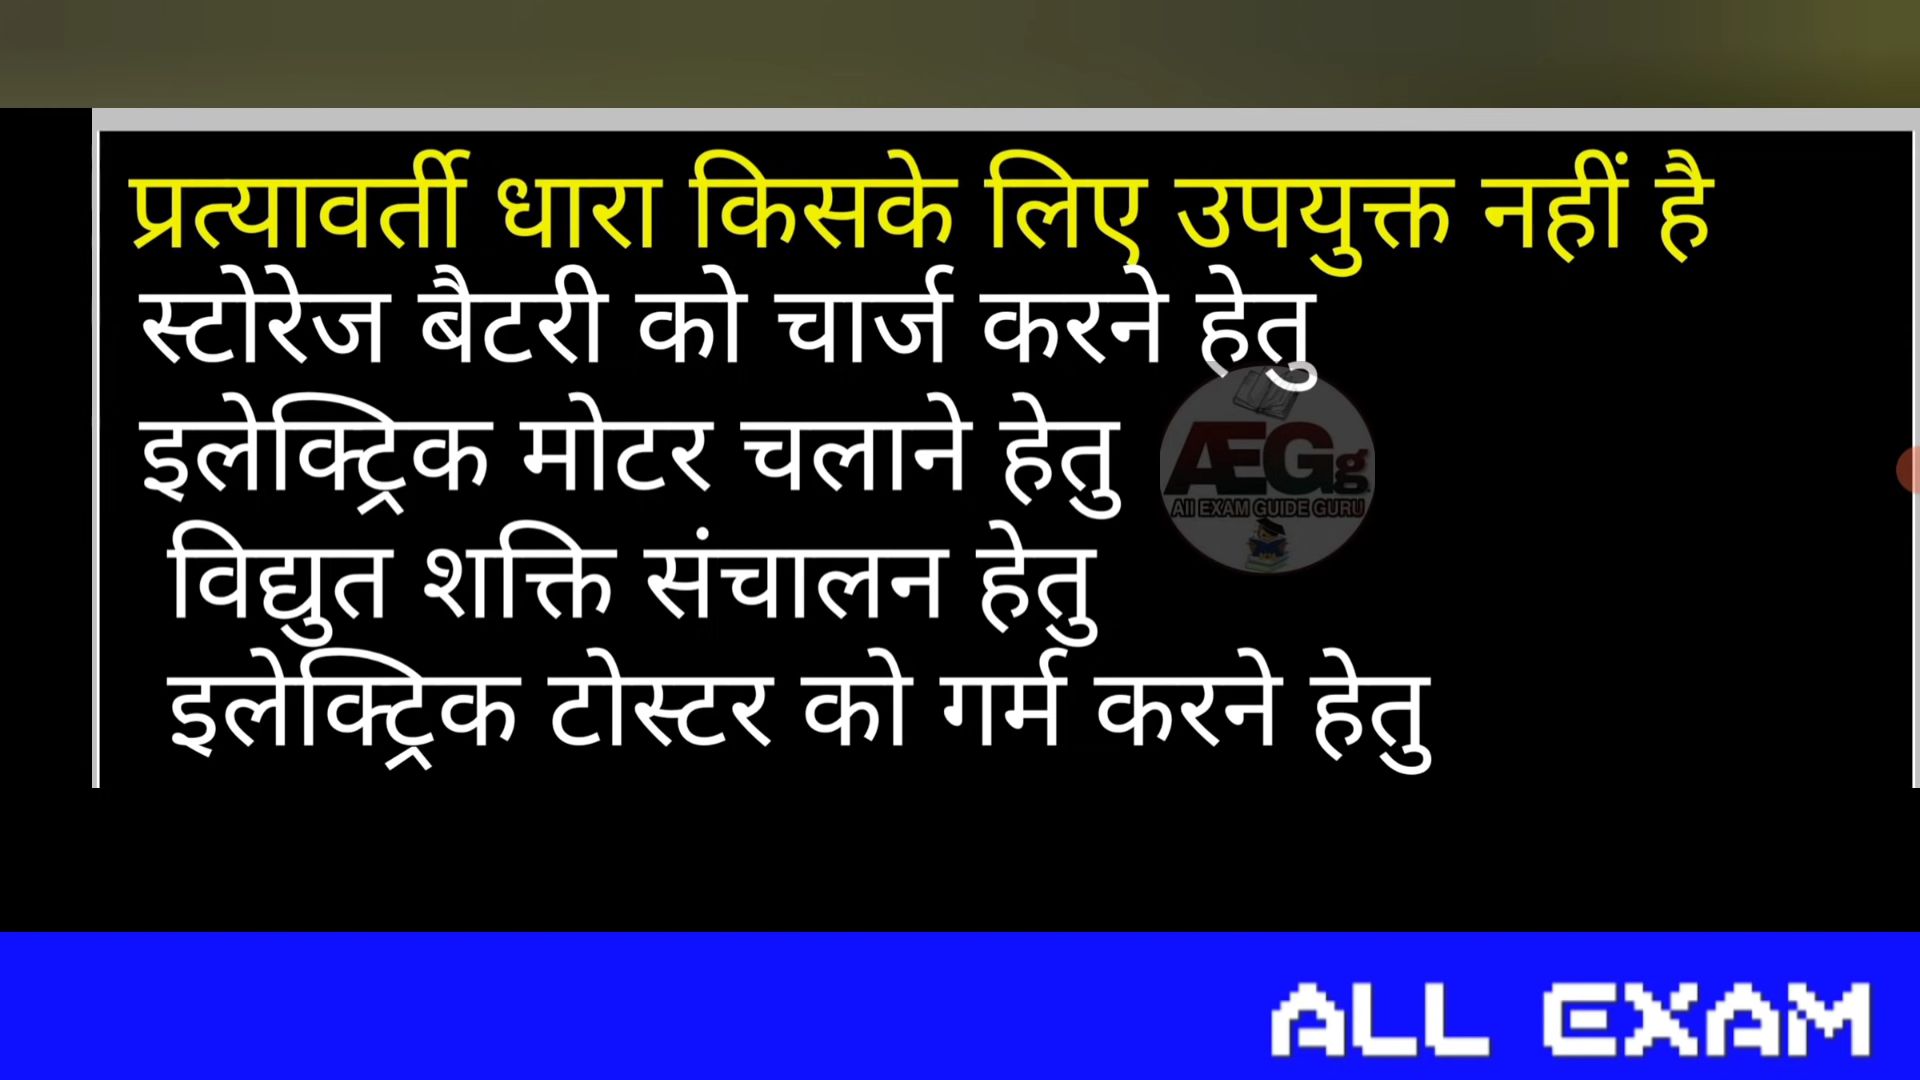 प्रत्यावर्ती धारा किसके लिए उपयुक्त नहीं है
स्टोरेज बैटरी को चार्ज करने हेतु
इलेक्ट्रिक मोटर चलाने हेतु
विद्युत शक्ति संचालन हेतु
इलेक्ट्रिक टोस्टर को गर्म करने हेतु
ÆGg
All EXAM GUIDE GURU
ALL EXAM